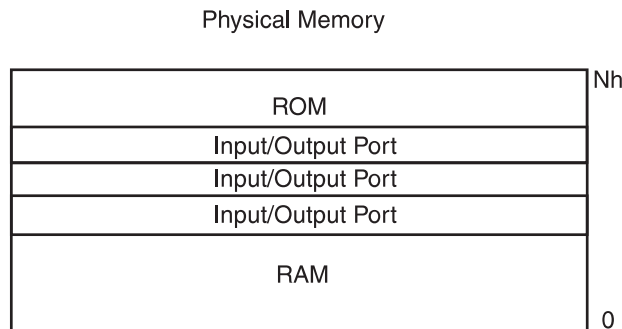 Physical Memory
Nh
ROM
Input/Output Port
Input/Output Port
Input/Output Port
RAM
0